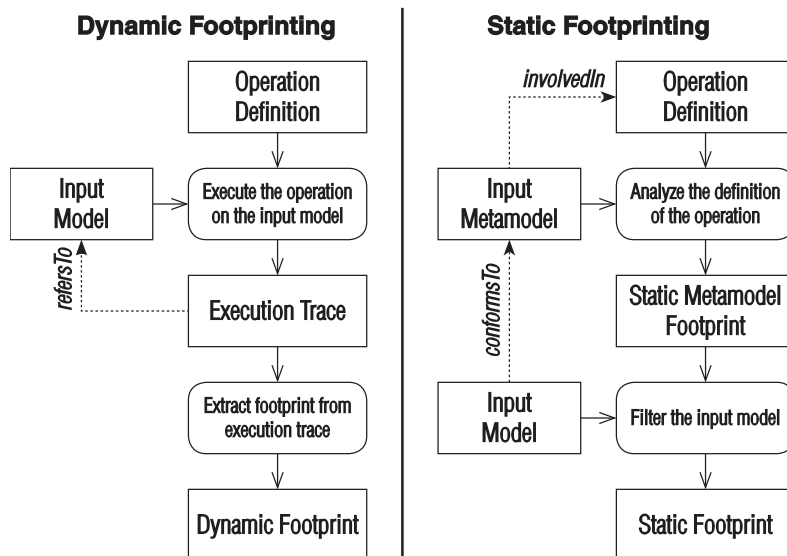 Dynamic Footprinting
Operation
Definition
Input
Model
Execute the operation
on the input model
refersTo
Execution Trace
Extract footprint from
execution trace
Dynamic Footprint
Static Footprinting
involvedIn
Operation
Definition
Input
Metamodel
Analyze the definition
of the operation
conformsTo
Static Metamodel
Footprint
Input
Model
Filter the input model
Static Footprint